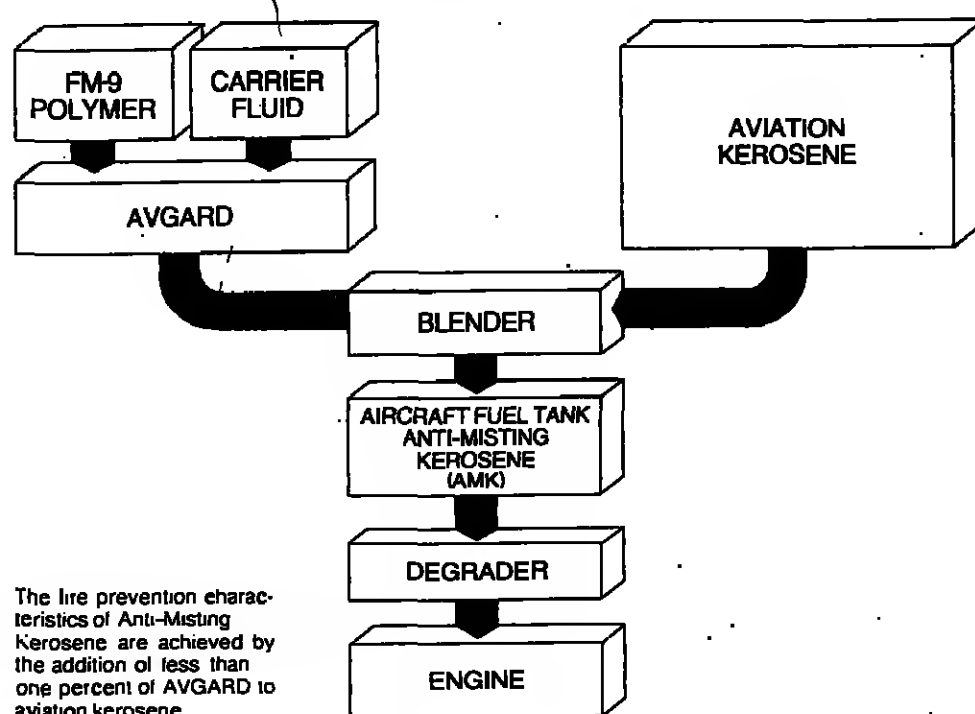 FM-9
POLYMER
CARRIER
FLUID
AVIATION
KEROSENE
AVGARD
BLENDER
AIRCRAFT FUEL TANK
ANTI-MISTING
KEROSENE
(AMK)
DEGRADER
ENGINE
The fire prevention charac-
teristics of Anti-Misting
Kerosene are achieved by
the addition of less than
one percent of AVGARD to
aviation kerosene